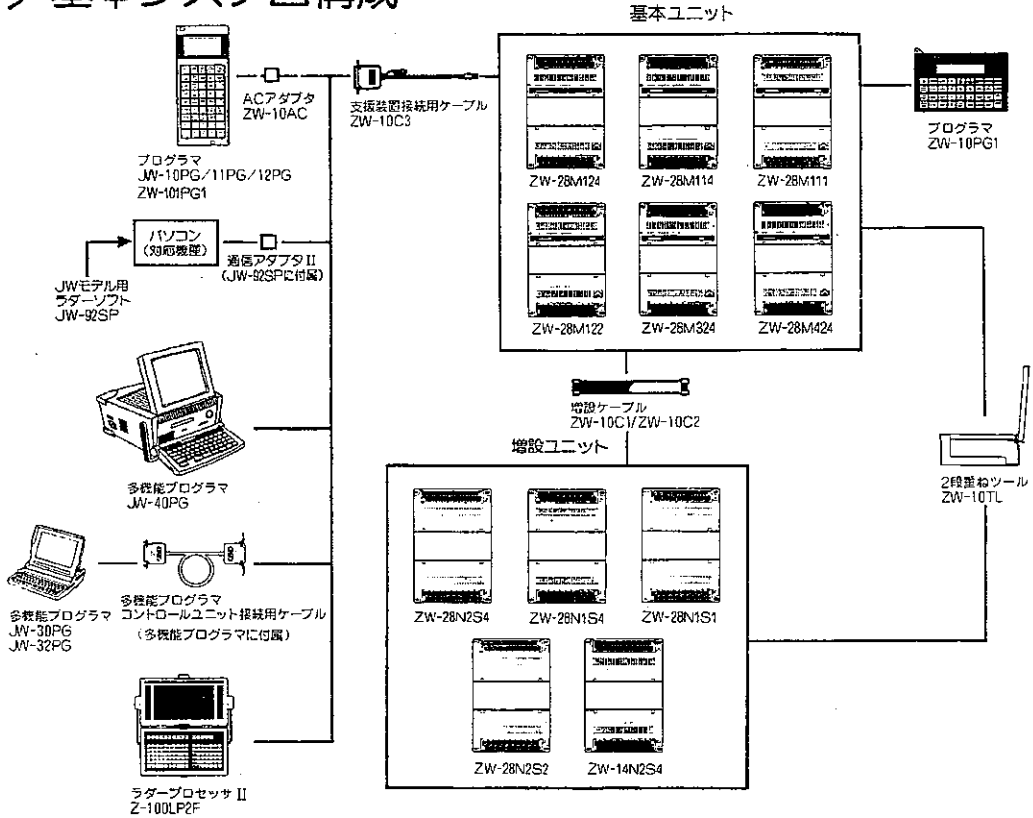 基本システム構成
基本ユニット
ACアダプタ
ZW-10AC
支援装置接続用ケーブル
ZW-10C3
プログラマ
JW-10PG/11PG/12PG
ZW-101PG1
プログラマ
ZW-10PG1
ZW-28M124
ZW-28M114
ZW-28M111
パソコン
(対応機種)
通信アダプタⅡ
(JW-92SPに付属)
JWモデル用
ラダーソフト
JW-92SP
ZW-28M122
ZW-28M324
ZW-28M424
増設ケーブル
ZW-10C1/ZW-10C2
増設ユニット
多機能プログラマ
JW-40PG
2段重ねツール
ZW-10TL
多機能プログラマ
JW-30PG
JW-32PG
多機能プログラマ
コントロールユニット接続用ケーブル
(多機能プログラマに付属)
ZW-28N2S4
ZW-28N1S4
ZW-28N1S1
ZW-28N2S2
ZW-14N2S4
ラダープロセッサⅡ
Z-100LP2F